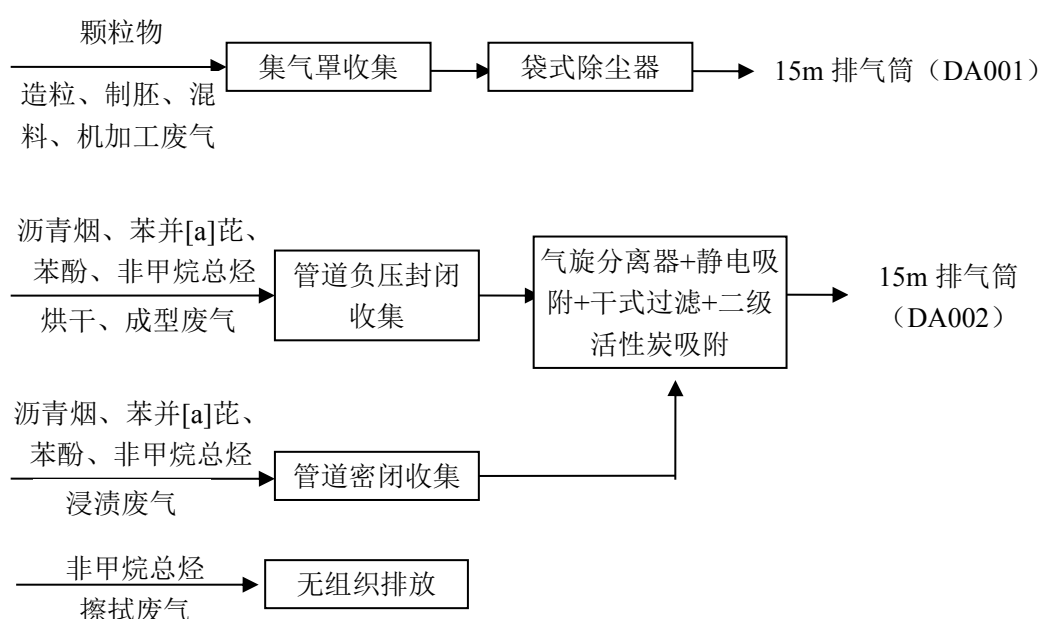 颗粒物
造粒、制胚、混
料、机加工废气
集气罩收集
袋式除尘器
15m 排气筒（DA001）
沥青烟、苯并[a]芘、
苯酚、非甲烷总烃
烘干、成型废气
管道负压封闭
收集
气旋分离器+静电吸
附+干式过滤+二级
活性炭吸附
15m 排气筒
（DA002）
沥青烟、苯并[a]芘、
苯酚、非甲烷总烃
浸渍废气
管道密闭收集
非甲烷总烃
擦拭废气
无组织排放